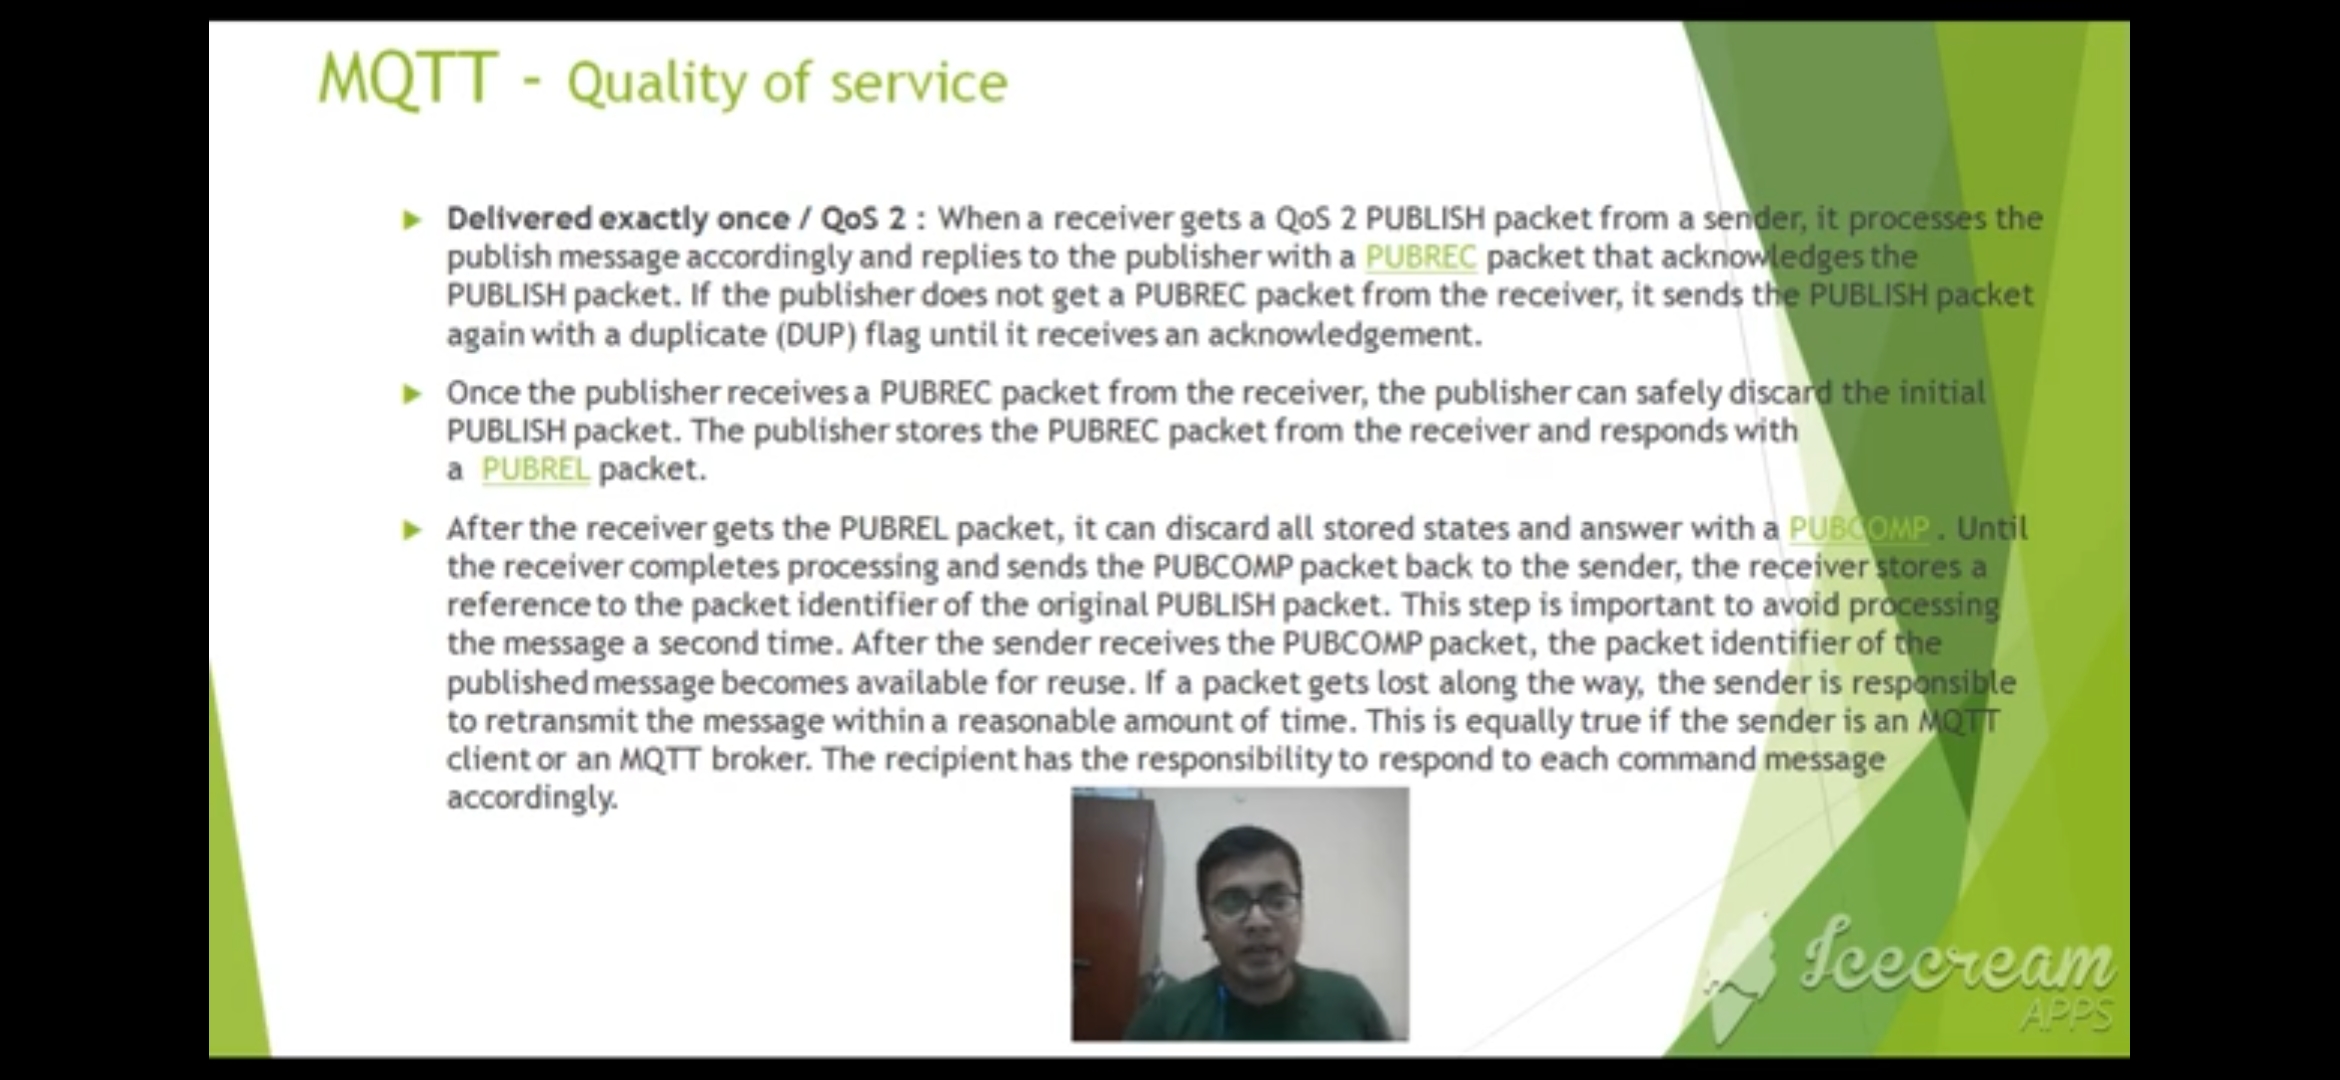 MQTT - Quality of service
▶ Delivered exactly once / QoS 2 : When a receiver gets a QoS 2 PUBLISH packet from a sender, it processes the
publish message accordingly and replies to the publisher with a PUBREC packet that acknowledges the
PUBLISH packet. If the publisher does not get a PUBREC packet from the receiver, it sends the PUBLISH packet
again with a duplicate (DUP) flag until it receives an acknowledgement.
▶ Once the publisher receives a PUBREC packet from the receiver, the publisher can safely discard the initial
PUBLISH packet. The publisher stores the PUBREC packet from the receiver and responds with
a PUBREL packet.
▶ After the receiver gets the PUBREL packet, it can discard all stored states and answer with a PUBCOMP . Until
the receiver completes processing and sends the PUBCOMP packet back to the sender, the receiver stores a
reference to the packet identifier of the original PUBLISH packet. This step is important to avoid processing
the message a second time. After the sender receives the PUBCOMP packet, the packet identifier of the
published message becomes available for reuse. If a packet gets lost along the way, the sender is responsible
to retransmit the message within a reasonable amount of time. This is equally true if the sender is an MQTT
client or an MQTT broker. The recipient has the responsibility to respond to each command message
accordingly.
Icecream
APPS